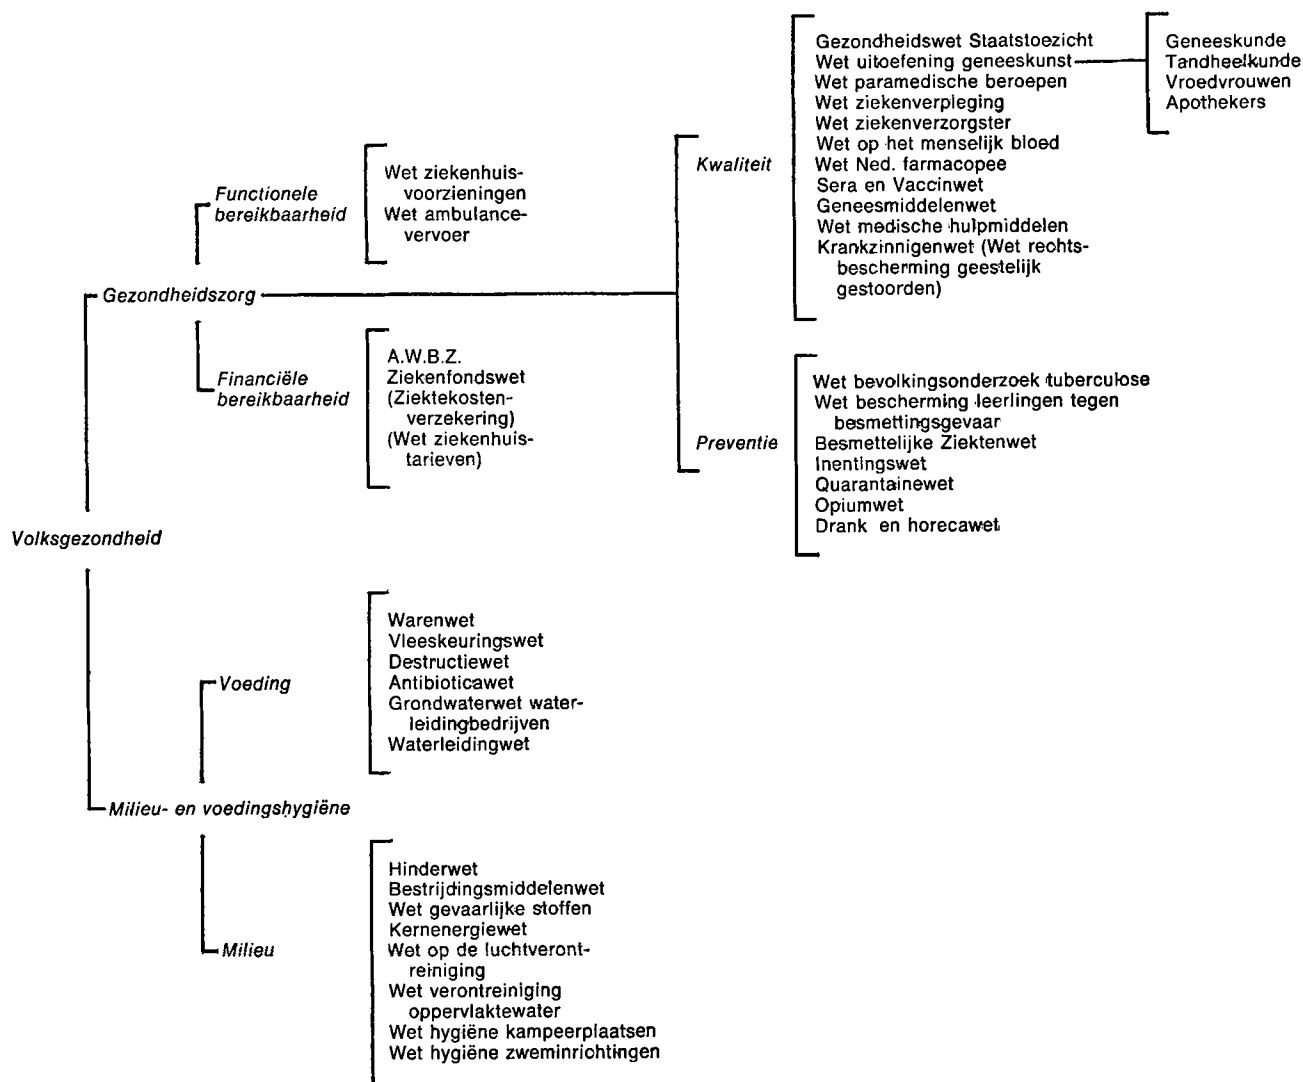 Volksgezondheid
Gezondheidszorg
Functionele
bereikbaarheid
Wet ziekenhuis-
voorzieningen
Wet ambulance-
vervoer
Financiële
bereikbaarheid
A.W.B.Z.
Ziekenfondswet
(Ziektekosten-
verzekering)
(Wet ziekenhuis-
tarieven)
Kwaliteit
Gezondheidswet Staatstoezicht
Wet uitoefening geneeskunst
Wet paramedische beroepen
Wet ziekenverpleging
Wet ziekenverzorgster
Wet op het menselijk bloed
Wet Ned. farmacopee
Sera en Vaccinwet
Geneesmiddelenwet
Wet medische hulpmiddelen
Krankzinnigenwet (Wet rechts-
bescherming geestelijk
gestoorden)
Geneeskunde
Tandheelkunde
Vroedvrouwen
Apothekers
Preventie
Wet bevolkingsonderzoek tuberculose
Wet bescherming leerlingen tegen
besmettingsgevaar
Besmettelijke Ziektenwet
Inentingswet
Quarantainewet
Opiumwet
Drank en horecawet
Milieu- en voedingshygiëne
Voeding
Warenwet
Vleeskeuringswet
Destructiewet
Antibioticawet
Grondwaterwet water-
leidingbedrijven
Waterleidingwet
Milieu
Hinderwet
Bestrijdingsmiddelenwet
Wet gevaarlijke stoffen
Kernenergiewet
Wet op de luchtveront-
reiniging
Wet verontreiniging
oppervlaktewater
Wet hygiëne kampeerplaatsen
Wet hygiëne zweminrichtingen